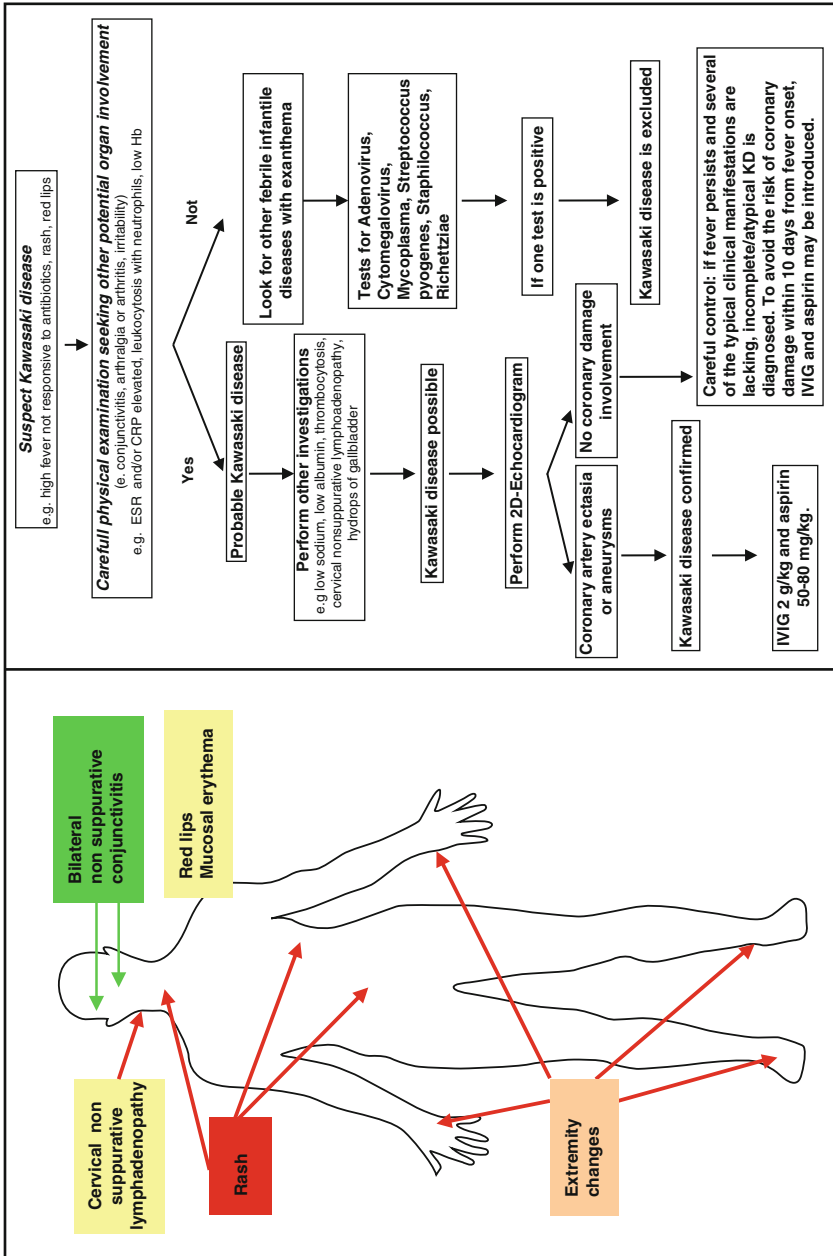 Bilateral
non suppurative
conjunctivitis
Red lips
Mucosal erythema
Cervical non
suppurative
lymphadenopathy
Rash
Extremity
changes
Suspect Kawasaki disease
e.g. high fever not responsive to antibiotics, rash, red lips
Carefull physical examination seeking other potential organ involvement
(e. conjunctivitis, arthralgia or arthritis, irritability)
e.g. ESR and/or CRP elevated, leukocytosis with neutrophils, low Hb
Yes
Not
Probable Kawasaki disease
Perform other investigations
e.g low sodium, low albumin, thrombocytosis,
cervical nonsuppurative lymphoadenopathy,
hydrops of gallbladder
Kawasaki disease possible
Perform 2D-Echocardiogram
Coronary artery ectasia
or aneurysms
Kawasaki disease confirmed
IVIG 2 g/kg and aspirin
50-80 mg/kg.
No coronary damage
involvement
Careful control: if fever persists and several
of the typical clinical manifestations are
lacking, incomplete/atypical KD is
diagnosed. To avoid the risk of coronary
damage within 10 days from fever onset,
IVIG and aspirin may be introduced.
Look for other febrile infantile
diseases with exanthema
Tests for Adenovirus,
Cytomegalovirus,
Mycoplasma, Streptococcus
pyogenes, Staphilococcus,
Richettziae
If one test is positive
Kawasaki disease is excluded